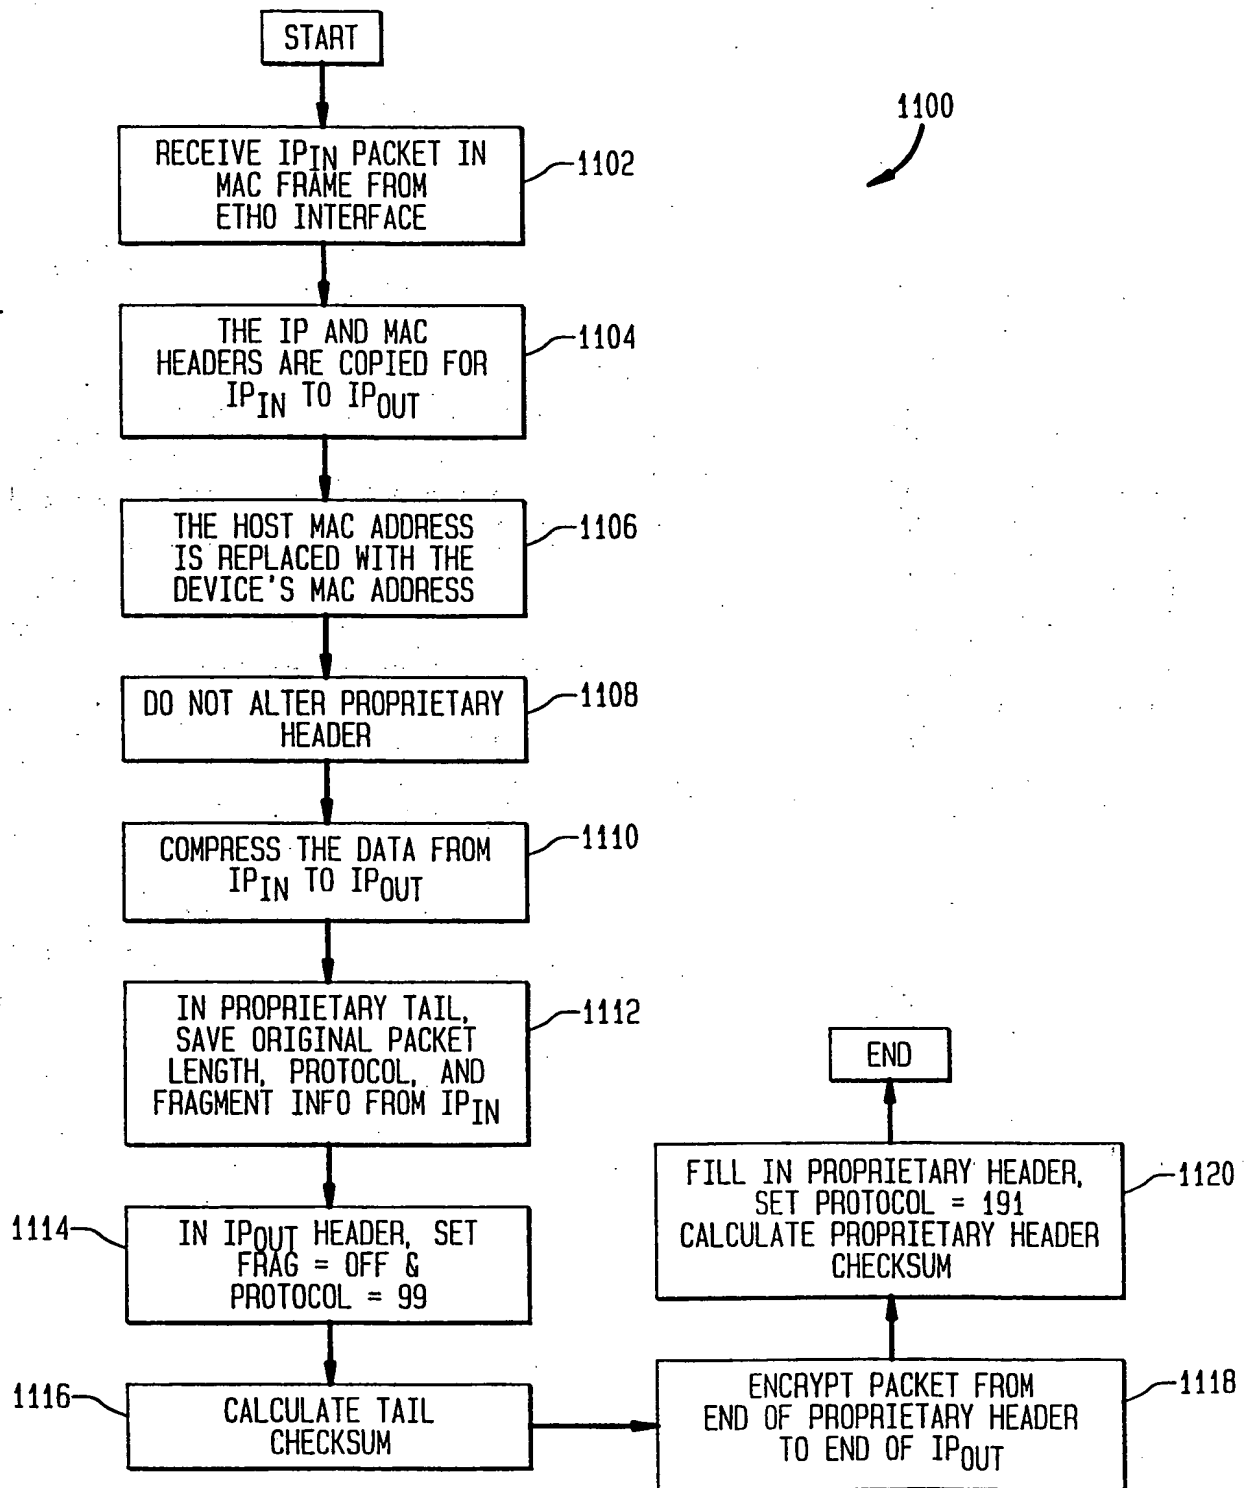 START
1100
RECEIVE IPIN PACKET IN
MAC FRAME FROM
ETHO INTERFACE
1102
THE IP AND MAC
HEADERS ARE COPIED FOR
IPIN TO IPOUT
1104
THE HOST MAC ADDRESS
IS REPLACED WITH THE
DEVICE'S MAC ADDRESS
1106
DO NOT ALTER PROPRIETARY
HEADER
1108
COMPRESS THE DATA FROM
IPIN TO IPOUT
1110
IN PROPRIETARY TAIL,
SAVE ORIGINAL PACKET
LENGTH, PROTOCOL, AND
FRAGMENT INFO FROM IPIN
1112
1114
IN IPOUT HEADER, SET
FRAG = OFF &
PROTOCOL = 99
1116
CALCULATE TAIL
CHECKSUM
ENCRYPT PACKET FROM
END OF PROPRIETARY HEADER
TO END OF IPOUT
1118
FILL IN PROPRIETARY HEADER,
SET PROTOCOL = 191
CALCULATE PROPRIETARY HEADER
CHECKSUM
1120
END